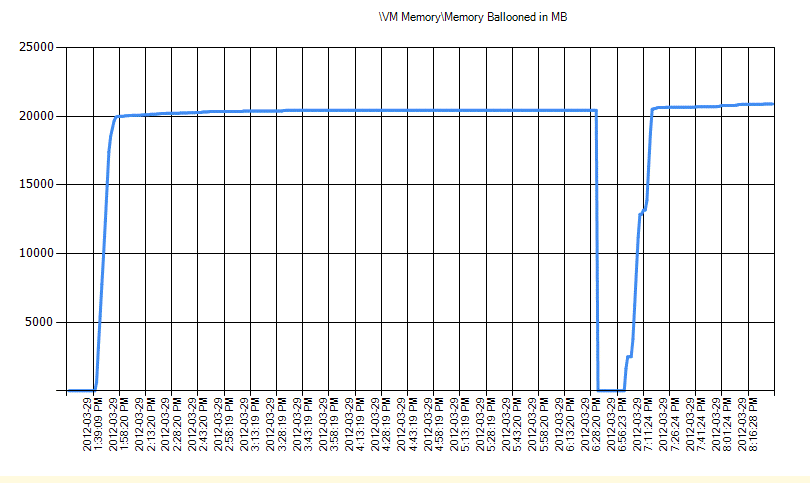 \VM Memory\Memory Ballooned in MB
25000
20000
15000
10000
5000
2012-03-29
1:39:09 PM
2012-03-29
1:58:20 PM
2012-03-29
2:13:20 PM
2012-03-29
2:28:20 PM
2012-03-29
2:43:20 PM
2012-03-29
2:58:19 PM
2012-03-29
3:13:19 PM
2012-03-29
3:28:19 PM
2012-03-29
3:43:19 PM
2012-03-29
3:58:19 PM
2012-03-29
4:13:19 PM
2012-03-29
4:28:19 PM
2012-03-29
4:43:19 PM
2012-03-29
4:58:19 PM
2012-03-29
5:13:19 PM
2012-03-29
5:28:19 PM
2012-03-29
5:43:20 PM
2012-03-29
5:58:20 PM
2012-03-29
6:13:20 PM
2012-03-29
6:28:20 PM
2012-03-29
6:56:23 PM
2012-03-29
7:11:24 PM
2012-03-29
7:26:24 PM
2012-03-29
7:41:24 PM
2012-03-29
8:01:24 PM
2012-03-29
8:16:28 PM